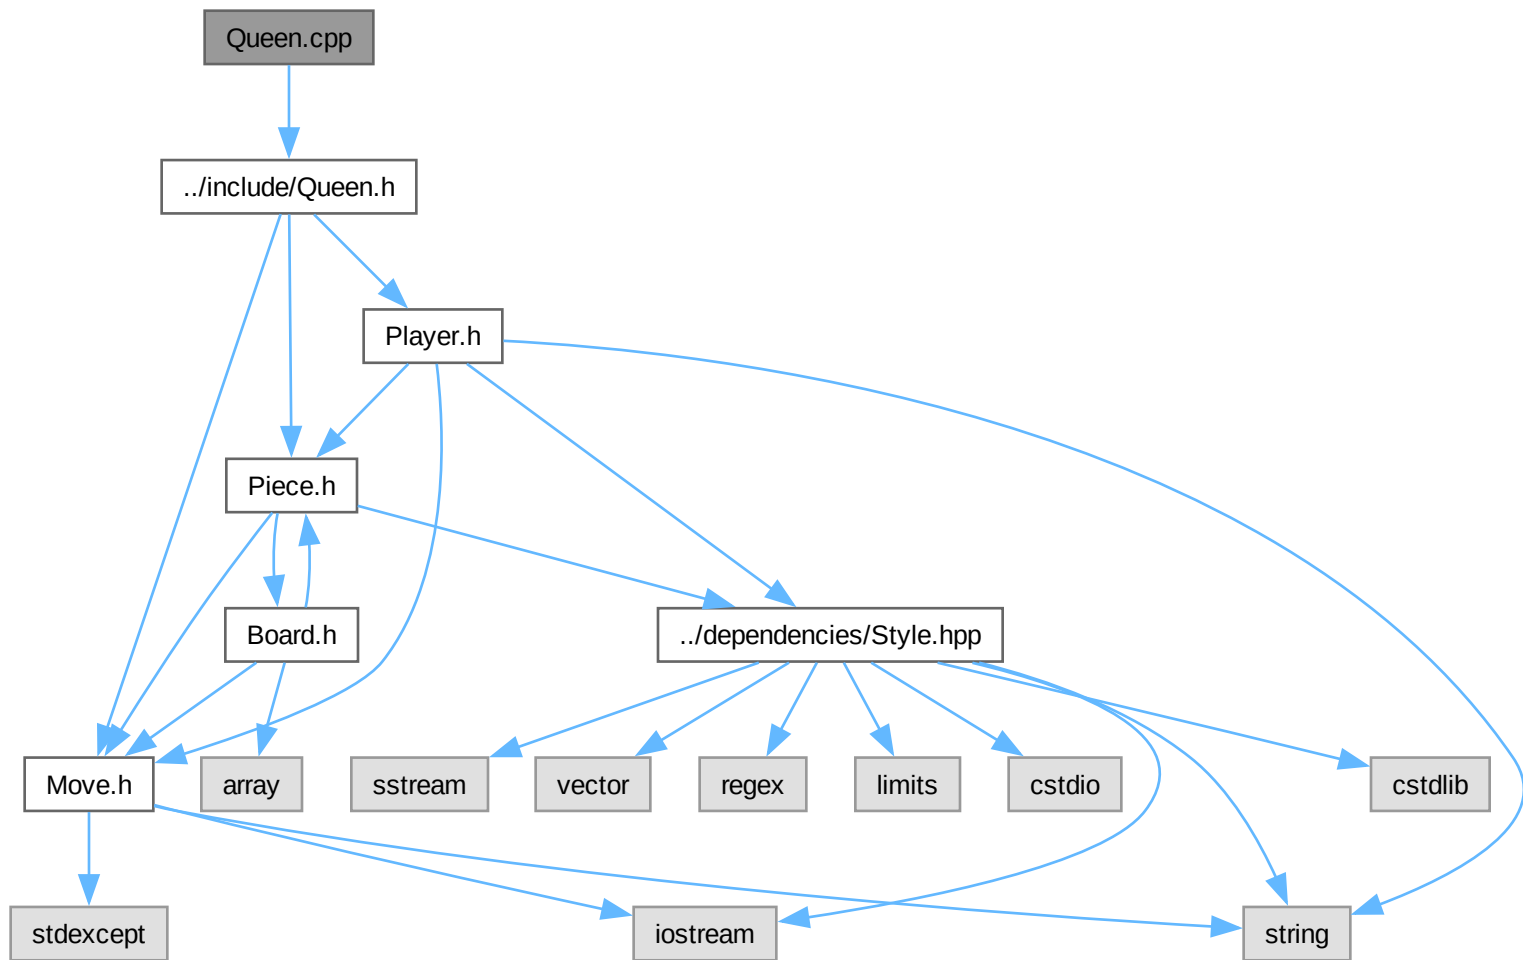 Queen.cpp
../include/Queen.h
Player.h
Piece.h
Board.h
../dependencies/Style.hpp
Move.h
array
sstream
vector
regex
limits
cstdio
cstdlib
stdexcept
iostream
string